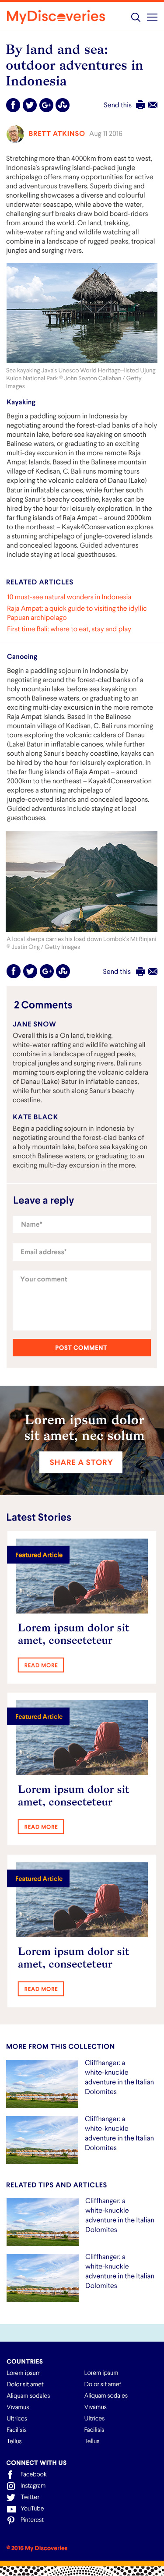 MyDiscoveries
By land and sea:
outdoor adventures in
Indonesia
Send this
BRETT ATKINSO Aug 11 2016
Stretching more than 4000km from east to west,
Indonesia's sprawling island-studded jungle
archipelago offers many opportunities for active
and adventurous travellers. Superb diving and
snorkelling showcases some of the planet's
most diverse underwater habitats, while
challenging surf breaks draw bold boardriders
from around the world. On land, trekking,
white-water rafting and wildlife watching all
combine in a landscape of rugged peaks, tropical
jungles and surging rivers.
Sea kayaking Java's Unesco World Heritage-listed Ujung
Kulon National Park © John Seaton Callahan / Getty
Images
Kayaking
Begin a paddling sojourn in Indonesia by
negotiating around the forest-clad banks of a holy
mountain lake, before sea kayaking on smooth
Balinese waters, or graduating to an exciting
multi-day excursion in the more remote Raja
Ampat Islands. Based in the Balinese mountain
village of Kedisan, C. Bali run morning tours
exploring the volcanic caldera of Danau (Lake)
Batur in inflatable canoes, while further south
along Sanur's beachy coastline, kayaks can also
be hired by the hour for leisurely exploration. In
the far flung islands of Raja Ampat – around
2000km to the northeast – Kayak4Conservation
explores a stunning archipelago of jungle-covered islands
and cobalt-hued lagoons. Guided adventures
include staying at local guesthouses.
RELATED ARTICLES
10 must-see natural wonders in Indonesia
Raja Ampat: a quick guide to visiting the idyllic
Papuan archipelago
First time Bali: where to eat, stay and play
Canoeing
Begin a paddling sojourn in Indonesia by
negotiating around the forest-clad banks of a
holy mountain lake, before sea kayaking on
smooth Balinese waters, or graduating to an
exciting multi-day excursion in the more remote
Raja Ampat Islands. Based in the Balinese
mountain village of Kedisan, C. Bali run morning
tours exploring the volcanic caldera of Danau
(Lake) Batur in inflatable canoes, while further
south along Sanur's beachy coastline, kayaks can also
be hired by the hour for leisurely exploration. In
the far flung islands of Raja Ampat – around
2000km to the northeast – Kayak4Conservation
explores a stunning archipelago of
jungle-covered islands and cobalt-hued lagoons.
Guided adventures include staying at local
guesthouses.
A local sherpa carries his load down Lombok's Mt Rinjani
© Justin Ong / Getty Images
Send this
2 Comments
JANE SNOW
Overall this is a On land, trekking,
white-water rafting and wildlife watching all
combine in a landscape of rugged peaks,
tropical jungles and surging rivers. Bali runs
morning tours exploring the volcanic caldera
of Danau (Lake) Batur in inflatable canoes,
while further south along Sanur's beachy
coastline.
KATE BLACK
Begin a paddling sojourn in Indonesia by
negotiating around the forest-clad banks of
a holy mountain lake, before sea kayaking on
smooth Balinese waters, or graduating to an
exciting multi-day excursion in the more.
Leave a reply
Name*
Email address*
Your comment
POST COMMENT
Lorem ipsum dolor
sit amet, nec solum
SHARE A STORY
Latest Stories
Featured Article
Lorem ipsum dolor sit
amet, consecteteur
READ MORE
Featured Article
Lorem ipsum dolor sit
amet, consecteteur
READ MORE
Featured Article
Lorem ipsum dolor sit
amet, consecteteur
READ MORE
MORE FROM THIS COLLECTION
Cliffhanger: a
white-knuckle
adventure in the Italian
Dolomites
Cliffhanger: a
white-knuckle
adventure in the Italian
Dolomites
RELATED TIPS AND ARTICLES
Cliffhanger: a
white-knuckle
adventure in the Italian
Dolomites
Cliffhanger: a
white-knuckle
adventure in the Italian
Dolomites
COUNTRIES
Lorem ipsum Lorem ipsum
Dolor sit amet Dolor sit amet
Aliquam sodales Aliquam sodales
Vivamus Vivamus
Ultrices Ultrices
Facilisis Facilisis
Tellus Tellus
CONNECT WITH US
Facebook
Instagram
Twitter
YouTube
Pinterest
© 2016 My Discoveries